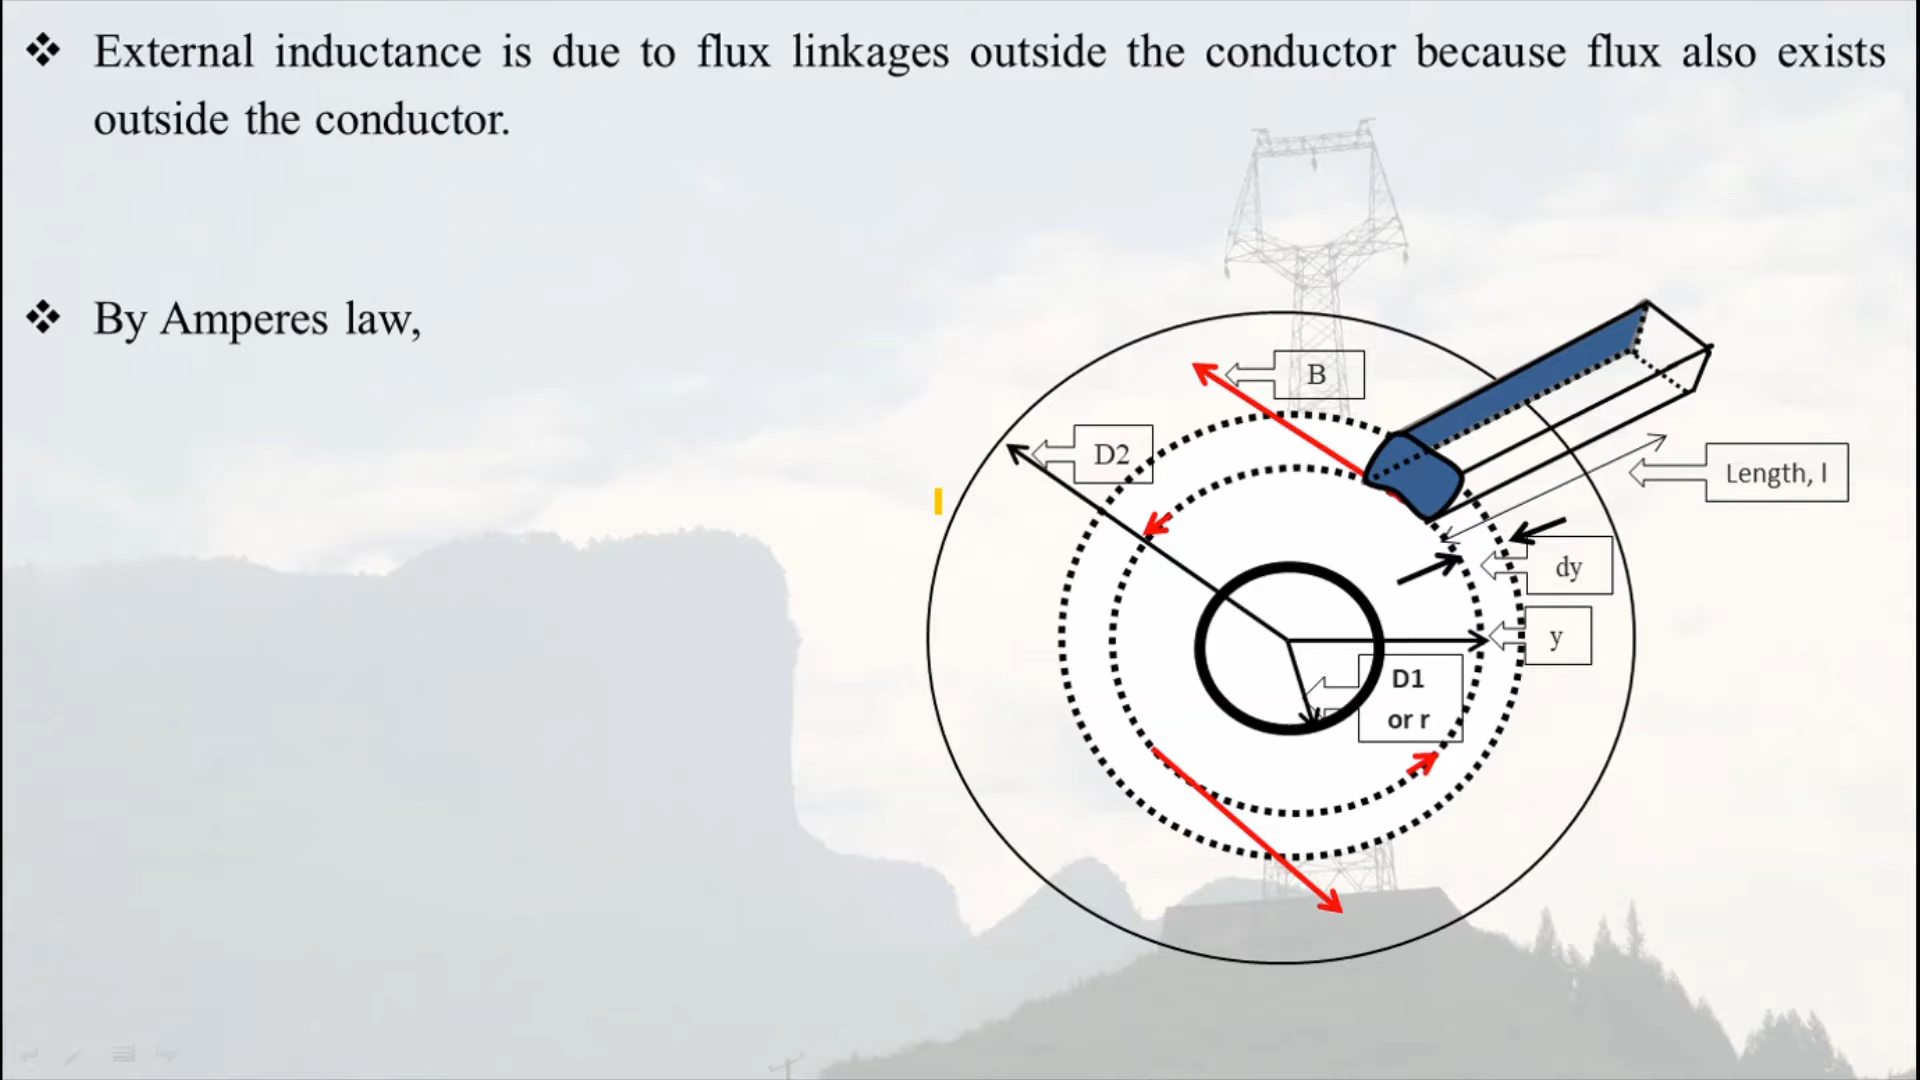 External inductance is due to flux linkages outside the conductor because flux also exists
outside the conductor.
By Amperes law,
B
D2
Length, l
dy
y
D1
or r